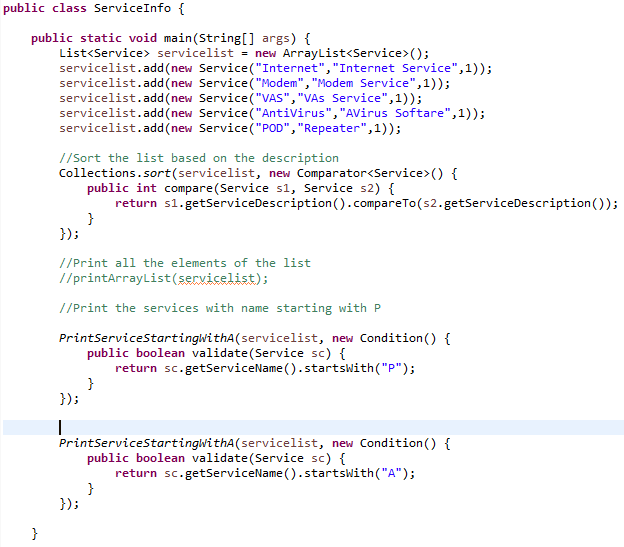 public class ServiceInfo {
public static void main(String[] args) {
List<Service> servicelist = new ArrayList<Service>();
servicelist.add(new Service("Internet","Internet Service",1));
servicelist.add(new Service("Modem","Modem Service",1));
servicelist.add(new Service("VAS","VAs Service",1));
servicelist.add(new Service("AntiVirus","AVirus Softare",1));
servicelist.add(new Service("POD","Repeater",1));
//Sort the list based on the description
Collections.sort(servicelist, new Comparator<Service>() {
public int compare(Service s1, Service s2) {
return s1.getServiceDescription().compareTo(s2.getServiceDescription());
}
});
//Print all the elements of the list
//printArrayList(servicelist);
//Print the services with name starting with P
PrintServiceStartingWithA(servicelist, new Condition() {
public boolean validate(Service sc) {
return sc.getServiceName().startsWith("P");
}
});
PrintServiceStartingWithA(servicelist, new Condition() {
public boolean validate(Service sc) {
return sc.getServiceName().startsWith("A");
}
});
}